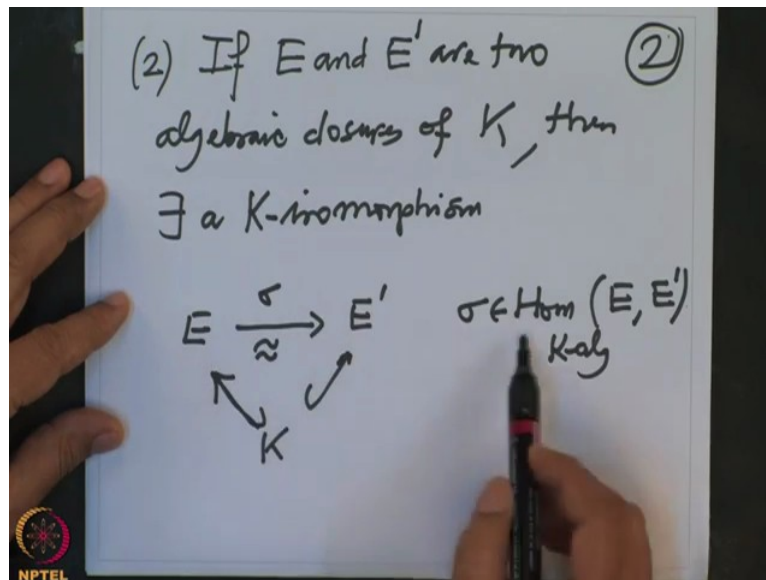 (2) If E and E' are two ②
algebraic closures of K, then
∃ a K-isomorphism
E σ→≈ E' σ ∈ Hom K-alg (E, E')
K
NPTEL